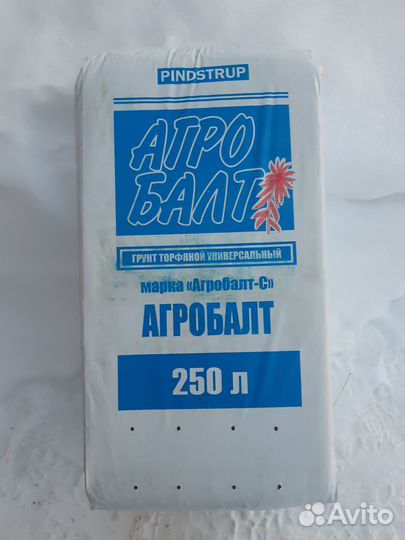 PINDSTRUP
АГРО
БАЛТ
ГРУНТ ТОРФЯНОЙ УНИВЕРСАЛЬНЫЙ
марка «Агробалт-С»
АГРОБАЛТ
250 л
Avito